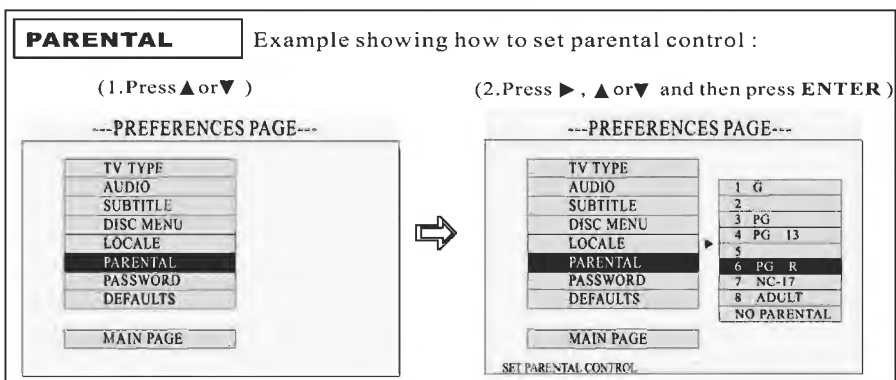 PARENTAL Example showing how to set parental control :
(1.Press▲or▼ )
---PREFERENCES PAGE---
TV TYPE
AUDIO
SUBTITLE
DISC MENU
LOCALE
PARENTAL
PASSWORD
DEFAULTS
MAIN PAGE
(2.Press ▶ , ▲or▼ and then press ENTER )
---PREFERENCES PAGE---
TV TYPE
AUDIO
SUBTITLE
DISC MENU
LOCALE
PARENTAL
PASSWORD
DEFAULTS
MAIN PAGE
1 G
2
3 PG
4 PG 13
5
6 PG R
7 NC-17
8 ADULT
NO PARENTAL
SET PARENTAL CONTROL